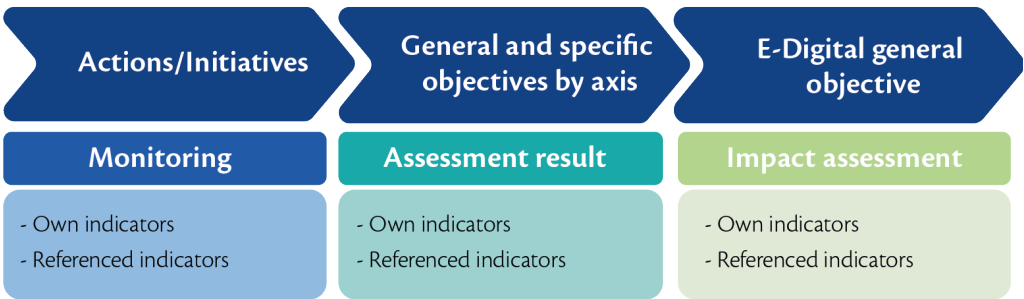 Actions/Initiatives
General and specific
objectives by axis
E-Digital general
objective
Monitoring
Assessment result
Impact assessment
- Own indicators
- Referenced indicators
- Own indicators
- Referenced indicators
- Own indicators
- Referenced indicators